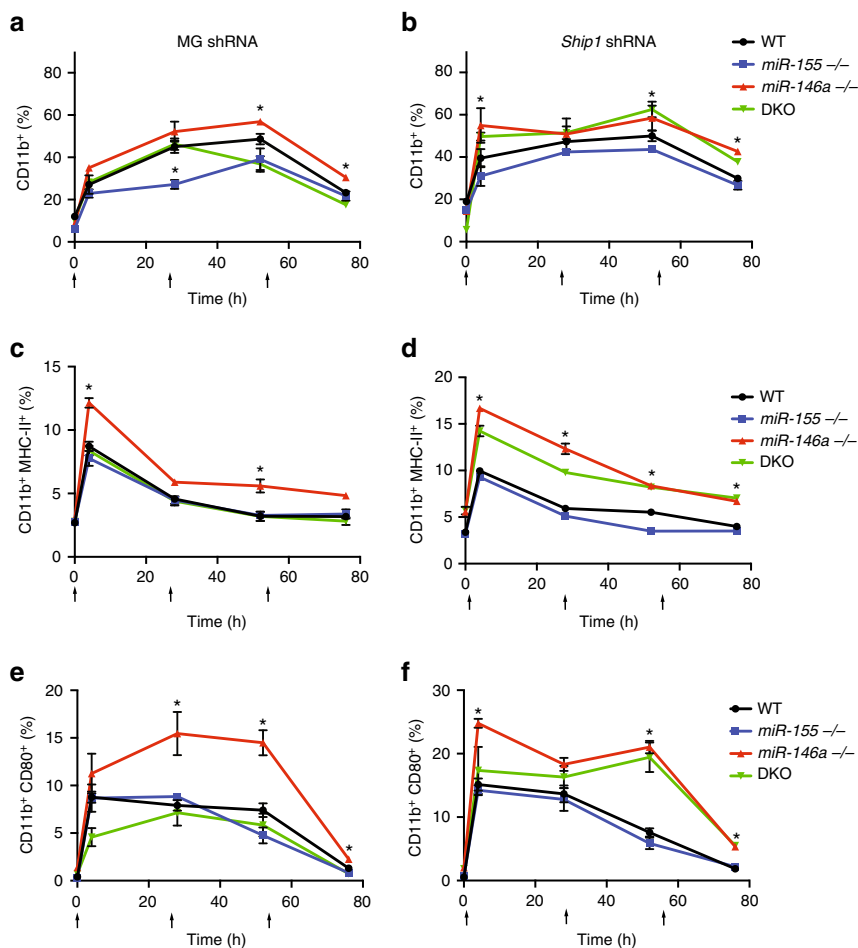 a
MG shRNA
CD11b⁺ (%)
80
60
40
20
0
0 20 40 60 80
Time (h)
b
Ship1 shRNA
CD11b⁺ (%)
80
60
40
20
0
0 20 40 60 80
Time (h)
WT
miR-155 –/–
miR-146a –/–
DKO
c
CD11b⁺ MHC-II⁺ (%)
15
10
5
0
0 20 40 60 80
Time (h)
d
CD11b⁺ MHC-II⁺ (%)
20
15
10
5
0
0 20 40 60 80
Time (h)
WT
miR-155 –/–
miR-146a –/–
DKO
e
CD11b⁺ CD80⁺ (%)
20
15
10
5
0
0 20 40 60 80
Time (h)
f
CD11b⁺ CD80⁺ (%)
30
20
10
0
0 20 40 60 80
Time (h)
WT
miR-155 –/–
miR-146a –/–
DKO